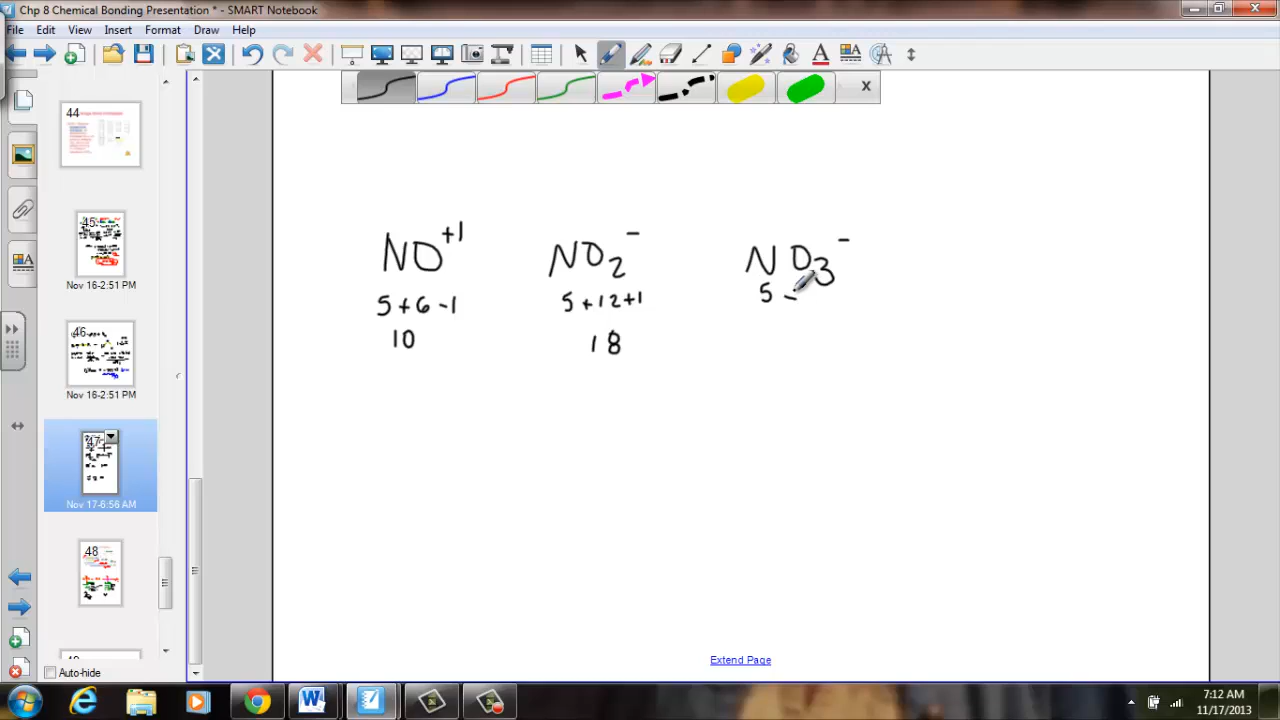 Chp 8 Chemical Bonding Presentation * - SMART Notebook
File Edit View Insert Format Draw Help
44
45
Nov 16-2:51 PM
46
Nov 16-2:51 PM
47
Nov 17-6:56 AM
48
Auto-hide
NO+1 NO2- NO3-
5+6-1 5+12+1 5 -
10 18
Extend Page
7:12 AM
11/17/2013